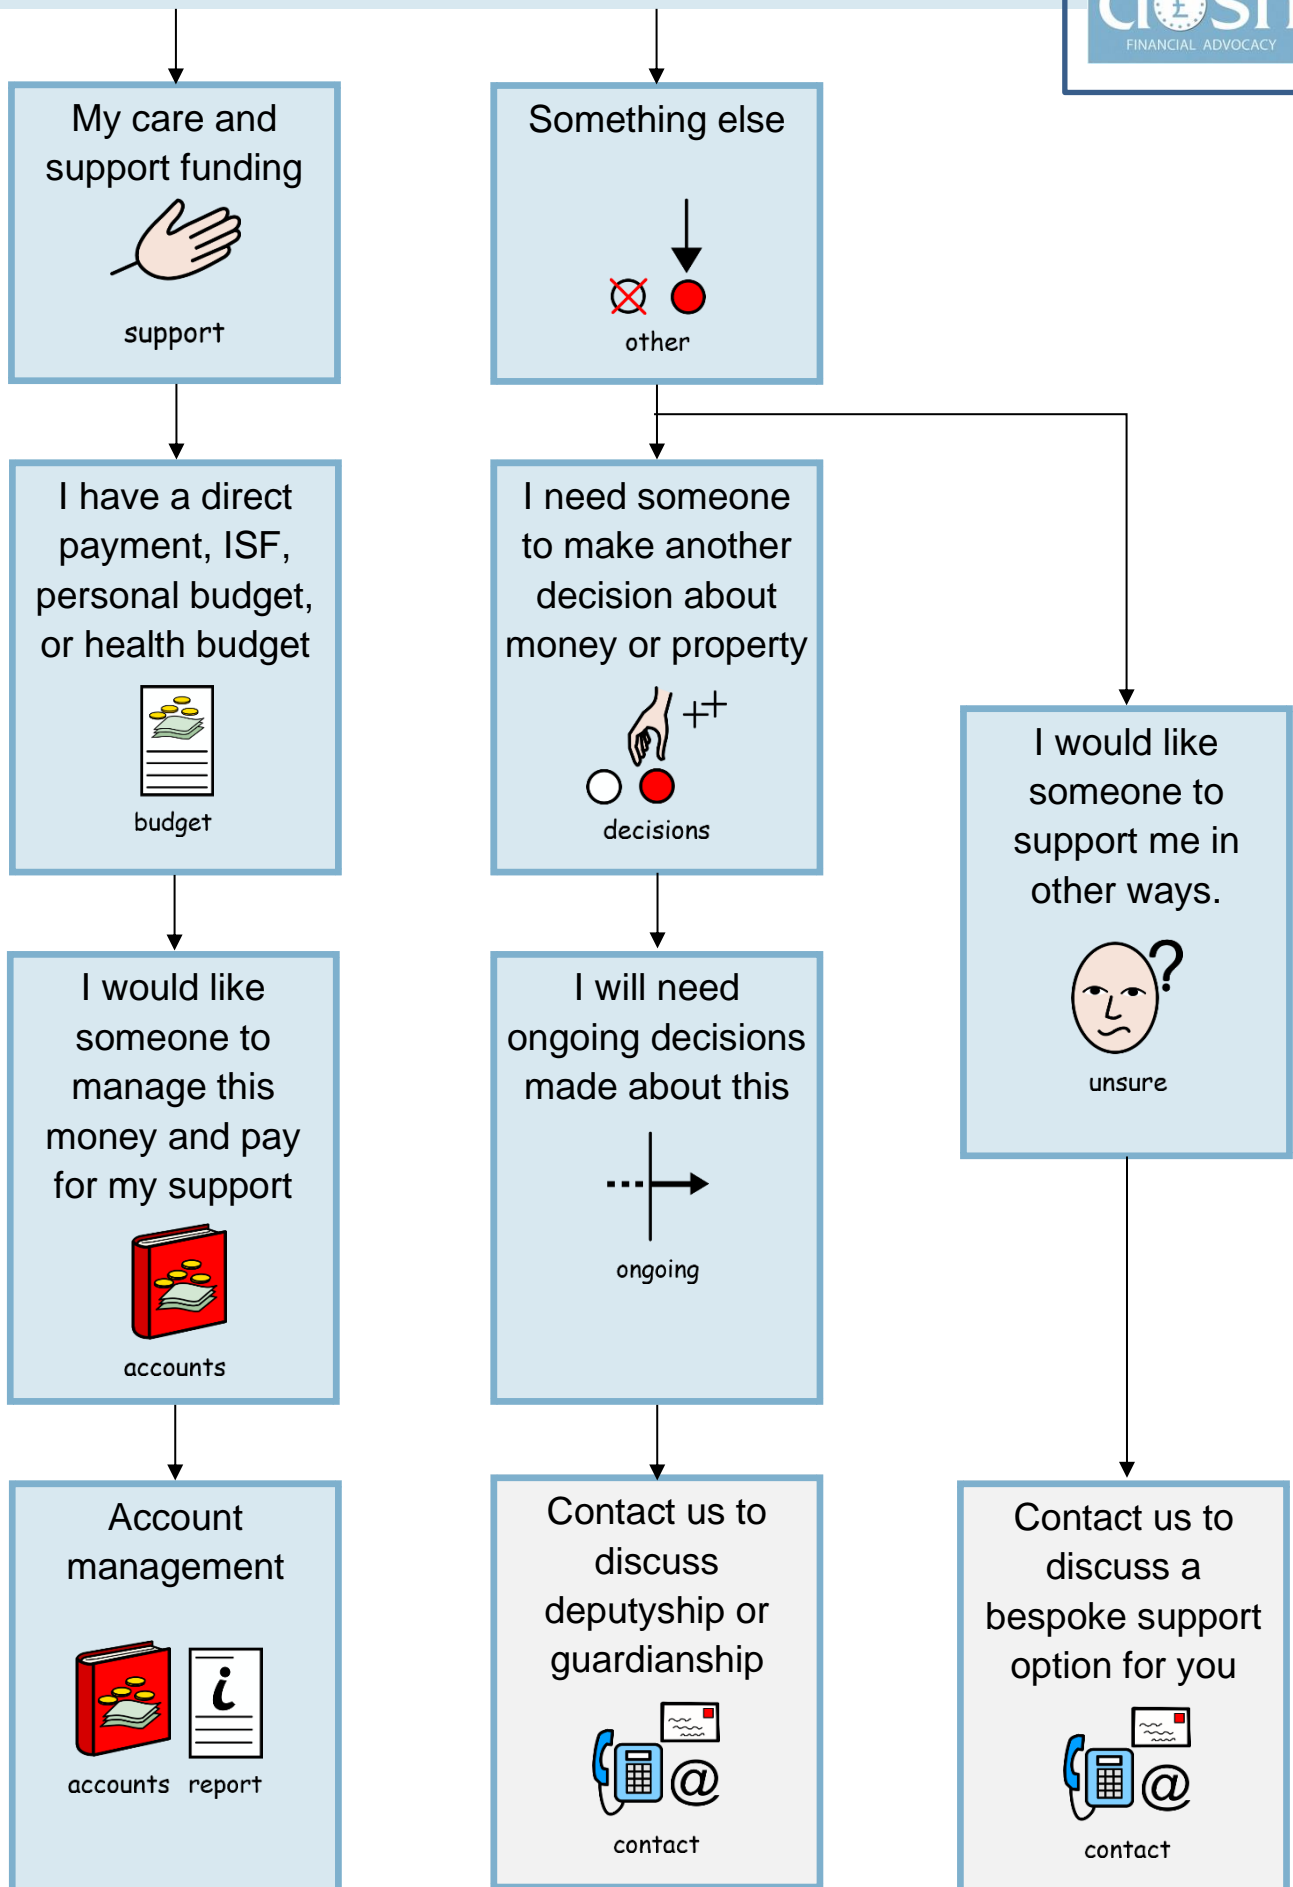 FINANCIAL ADVOCACY
My care and
support funding
support
Something else
other
I have a direct
payment, ISF,
personal budget,
or health budget
budget
I need someone
to make another
decision about
money or property
++
decisions
I would like
someone to
support me in
other ways.
?
unsure
I would like
someone to
manage this
money and pay
for my support
accounts
I will need
ongoing decisions
made about this
ongoing
Account
management
i
accounts report
Contact us to
discuss
deputyship or
guardianship
@
contact
Contact us to
discuss a
bespoke support
option for you
@
contact